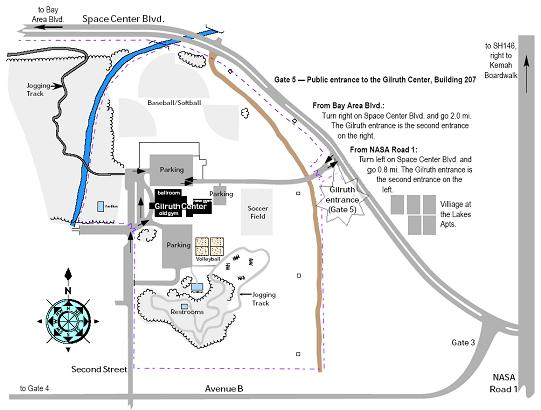 to Bay
Area Blvd.
Space Center Blvd.
to SH146,
right to
Kemah
Boardwalk
Gate 5 — Public entrance to the Gilruth Center, Building 207
Jogging
Track
Baseball/Softball
From Bay Area Blvd.:
Turn right on Space Center Blvd. and go 2.0 mi.
The Gilruth entrance is the second entrance
on the right.
From NASA Road 1:
Turn left on Space Center Blvd. and
go 0.8 mi. The Gilruth entrance is
the second entrance on the
left.
Parking
ballroom
Parking
Gilruth Center
old gym
Pavilion
Soccer
Field
Gilruth
entrance
(Gate 5)
Village at
the Lakes
Apts.
Parking
Volleyball
N
Jogging
Track
Restrooms
Gate 3
Second Street
to Gate 4
Avenue B
NASA
Road 1